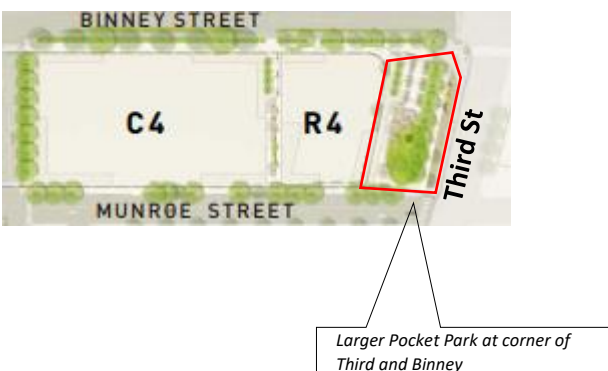 BINNEY STREET
C4
R4
Third St
MUNROE STREET
Larger Pocket Park at corner of
Third and Binney